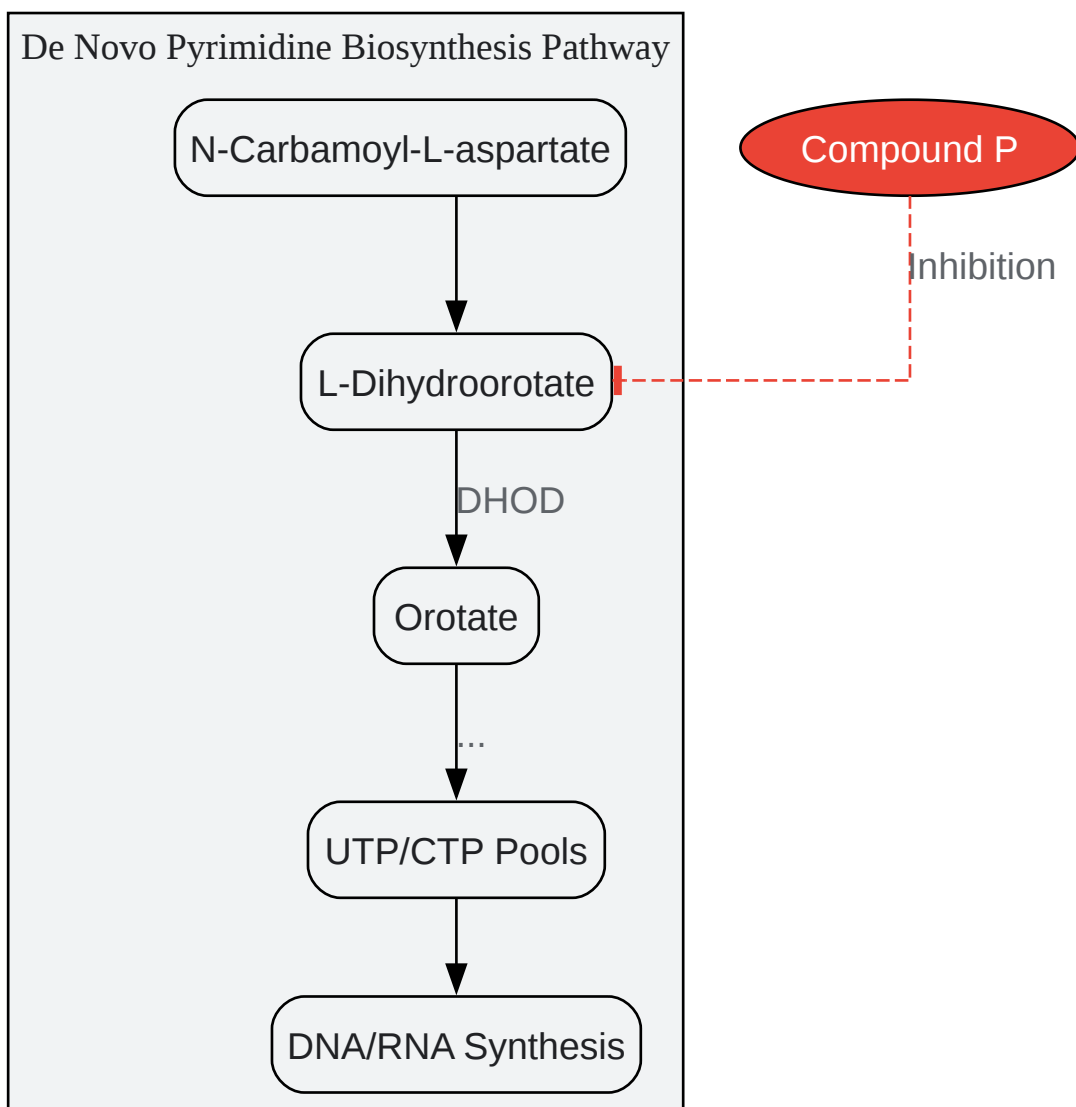 De Novo Pyrimidine Biosynthesis Pathway
N-Carbamoyl-L-aspartate
Compound P
Inhibition
L-Dihydroorotate
DHOD
Orotate
...
UTP/CTP Pools
DNA/RNA Synthesis